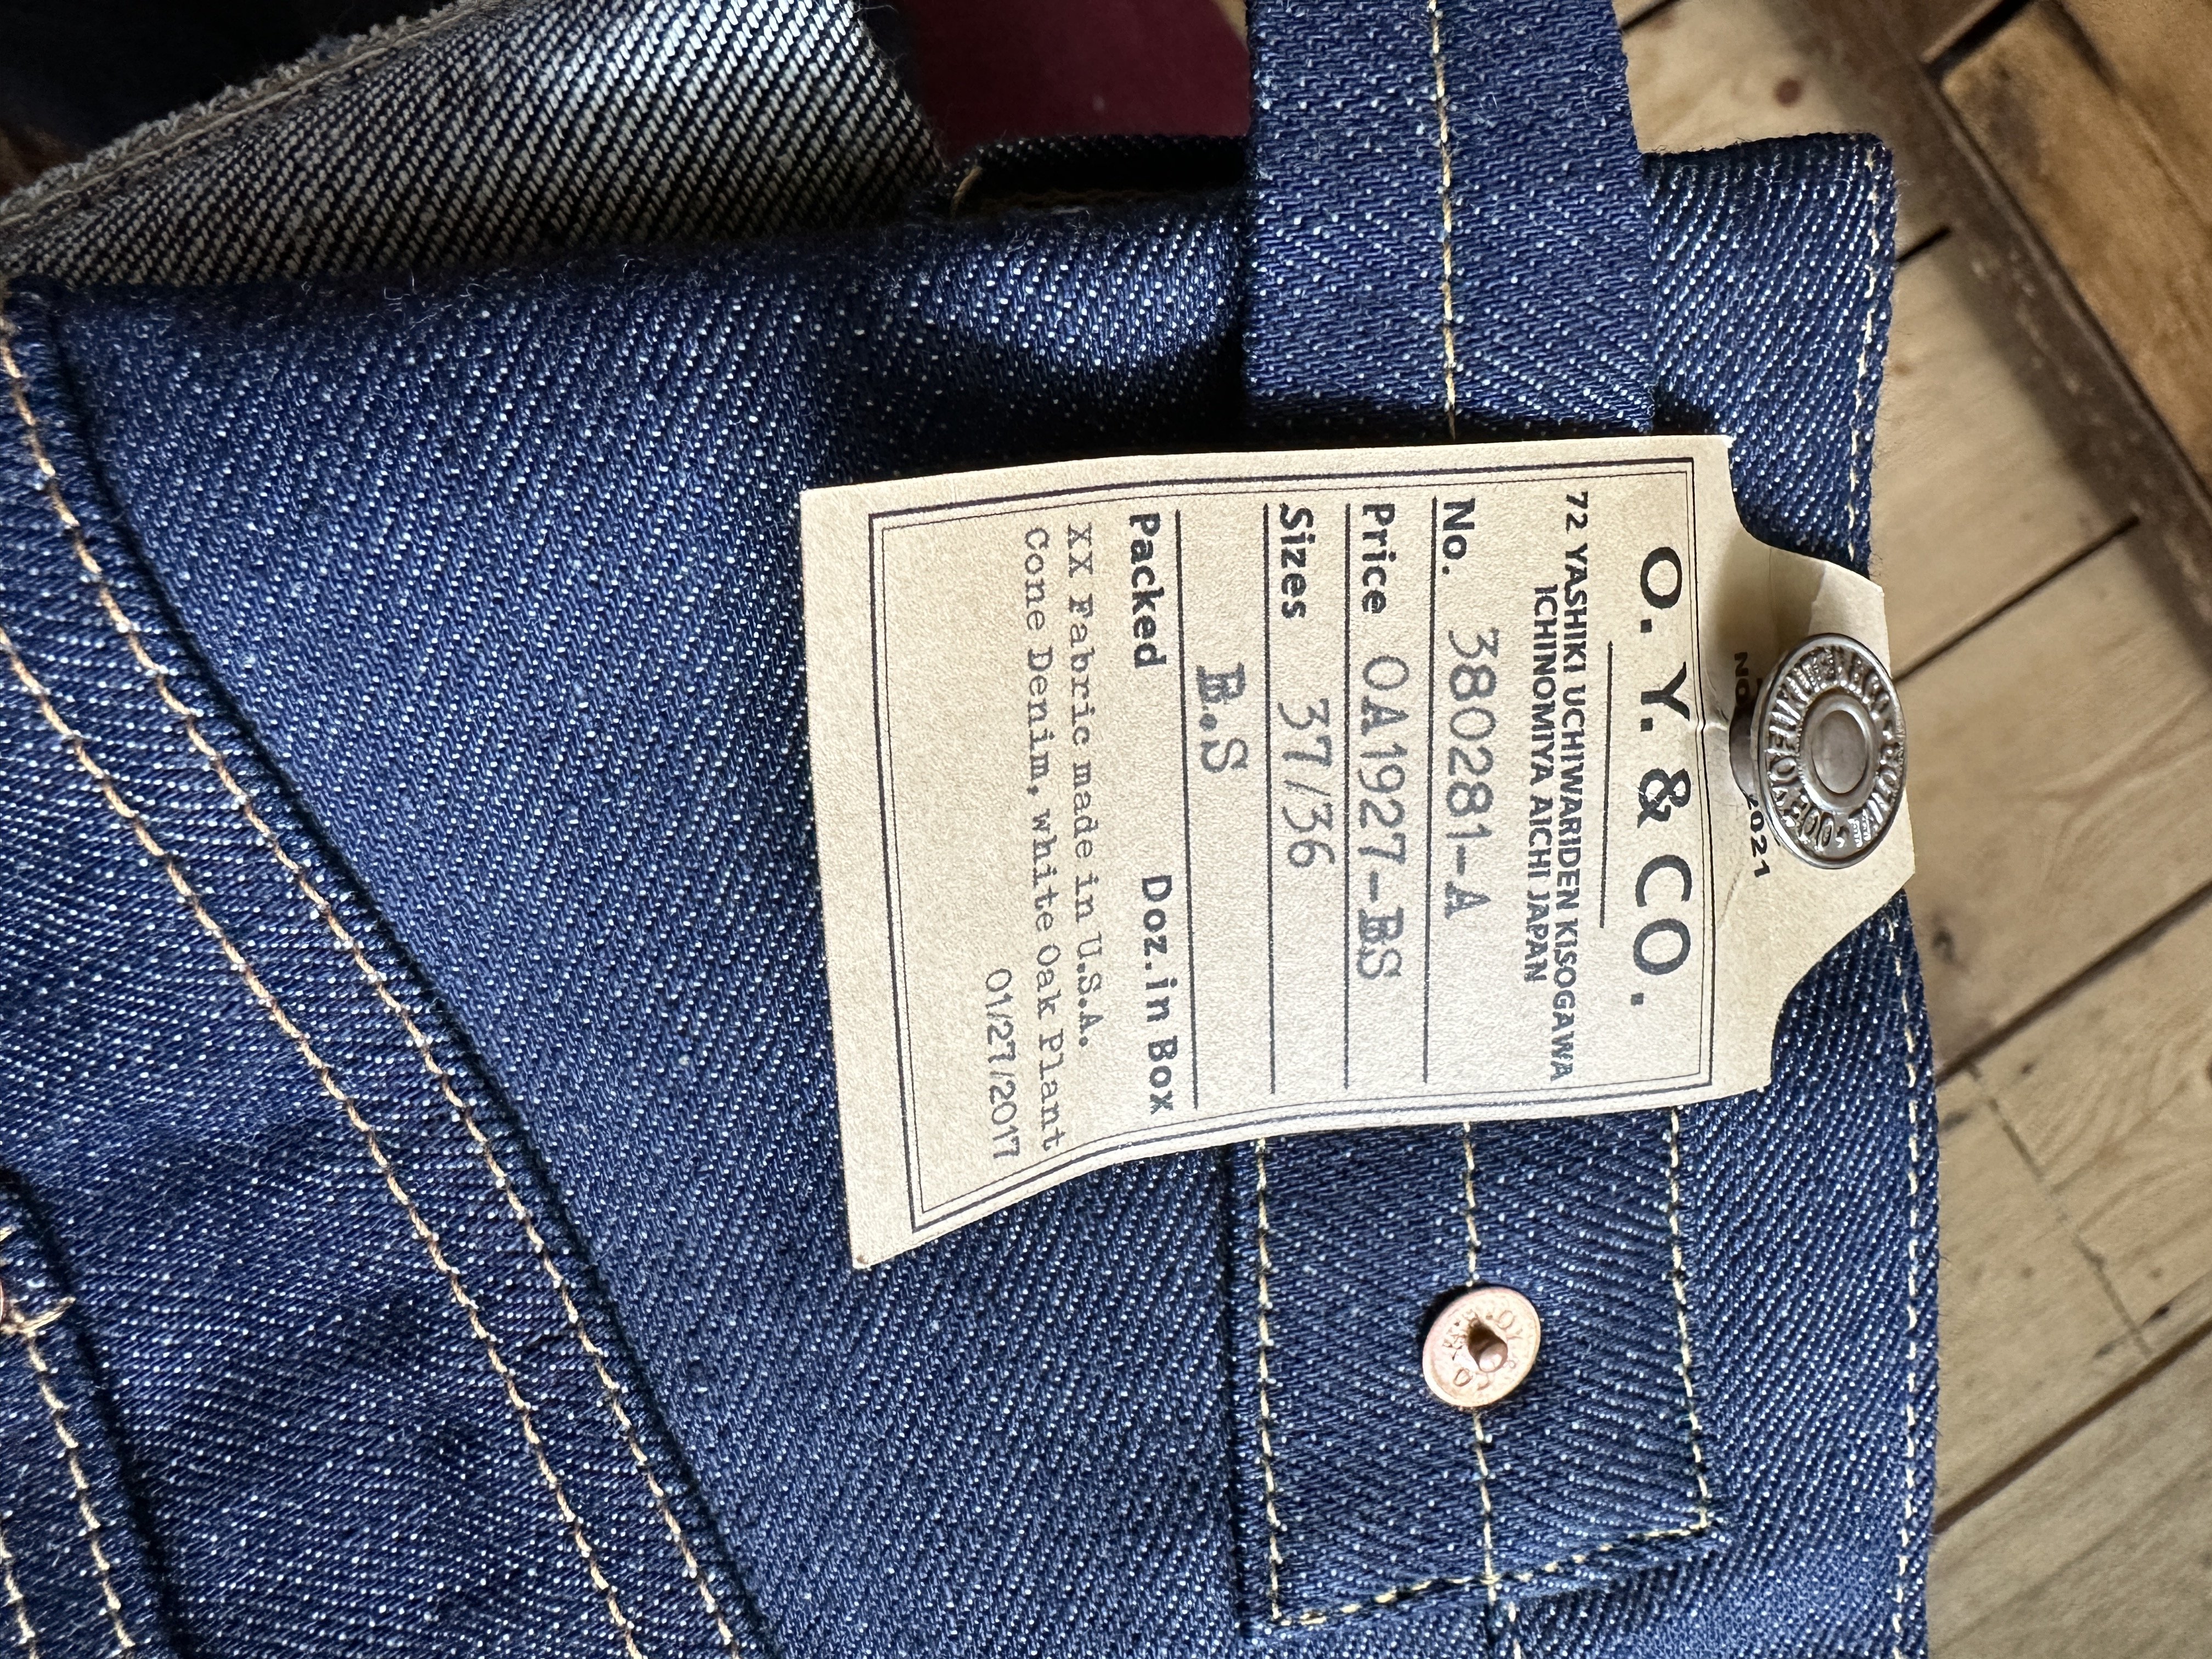 NO 2021
O. Y. & CO.
72 YASHIKI UCHIWARIDEN KISOGAWA
ICHINOMIYA AICHI JAPAN
No. 380281-A
Price OA1927-BS
Sizes 37/36
B.S
Packed Doz. in Box
XX Fabric made in U.S.A.
Cone Denim, white Oak Plant
01/27/2017